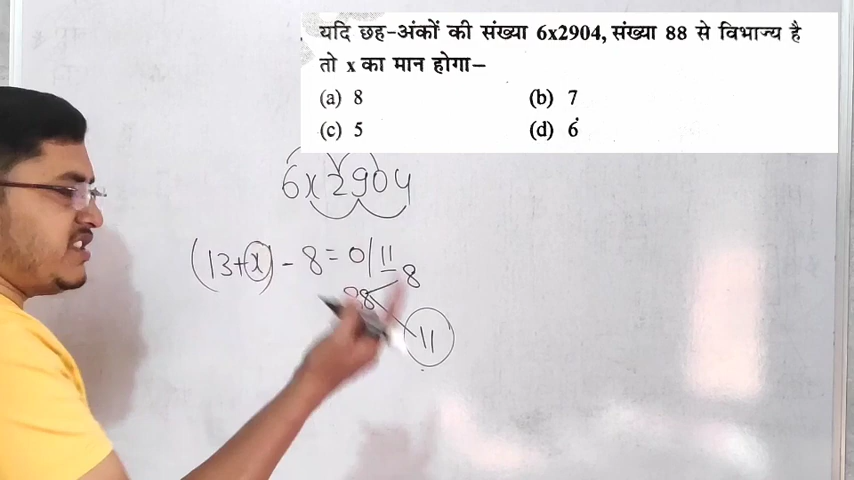 यदि छह-अंकों की संख्या 6x2904, संख्या 88 से विभाज्य है
तो x का मान होगा–
(a) 8 (b) 7
(c) 5 (d) 6
6x2904
(13+x) - 8 = 0/11
88 8
11